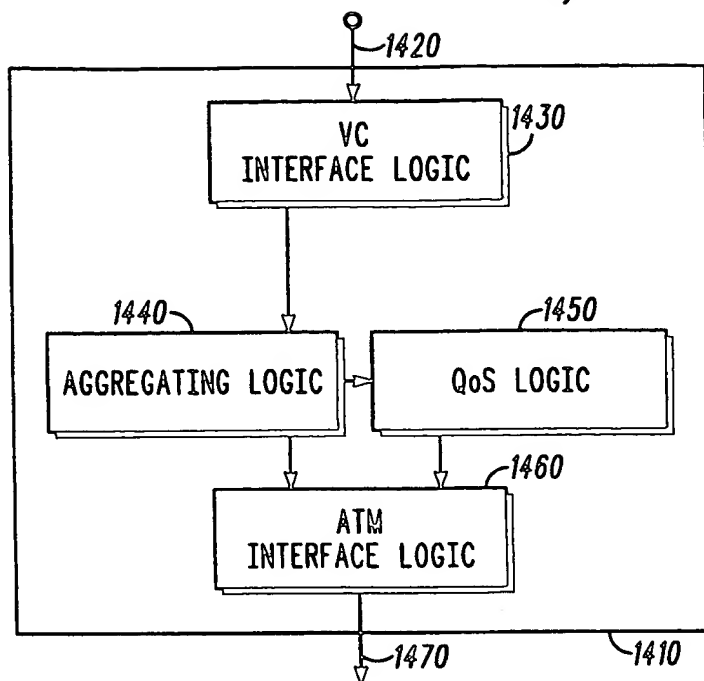 1420
VC
INTERFACE LOGIC
1430
1440
AGGREGATING LOGIC
1450
QoS LOGIC
1460
ATM
INTERFACE LOGIC
1470
1410